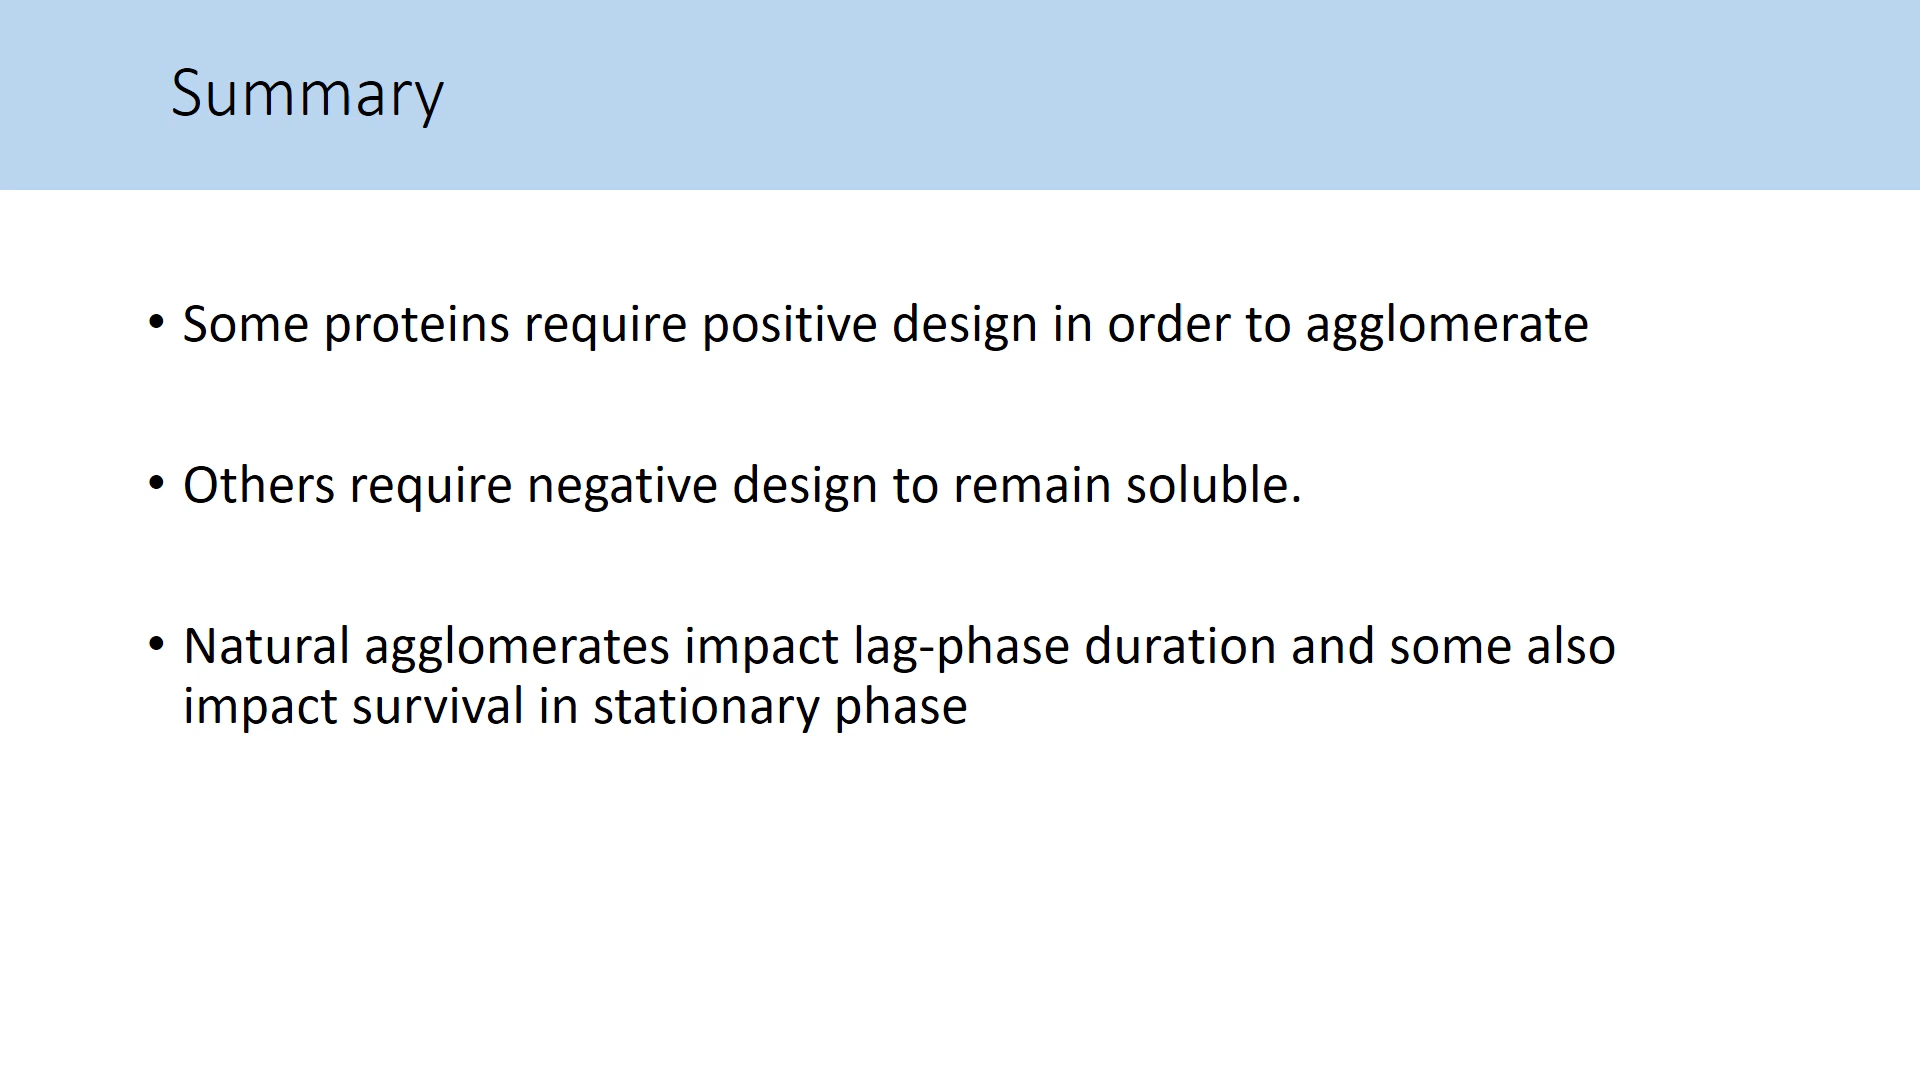 Summary
• Some proteins require positive design in order to agglomerate
• Others require negative design to remain soluble.
• Natural agglomerates impact lag-phase duration and some also
impact survival in stationary phase